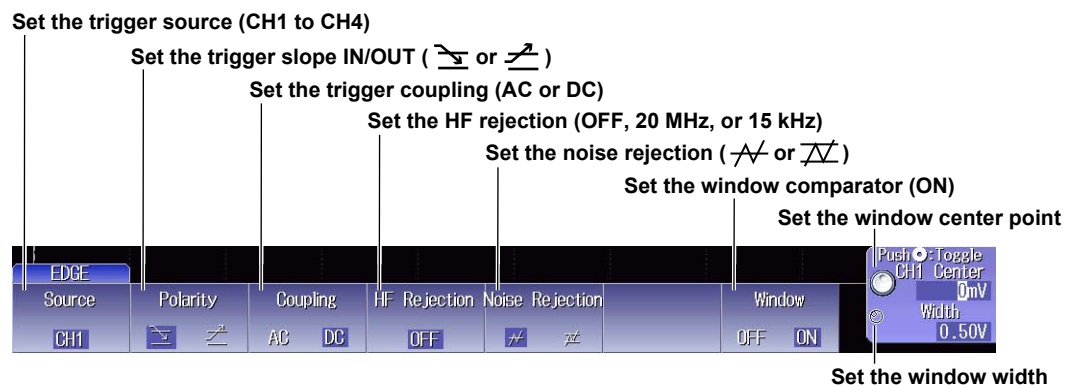 Set the trigger source (CH1 to CH4)
Set the trigger slope IN/OUT ( or )
Set the trigger coupling (AC or DC)
Set the HF rejection (OFF, 20 MHz, or 15 kHz)
Set the noise rejection ( or )
Set the window comparator (ON)
Set the window center point
Push :Toggle
EDGE
CH1 Center
Source Polarity Coupling HF Rejection Noise Rejection Window
0mV
Width
CH1 AC DC OFF OFF ON
0.50V
Set the window width